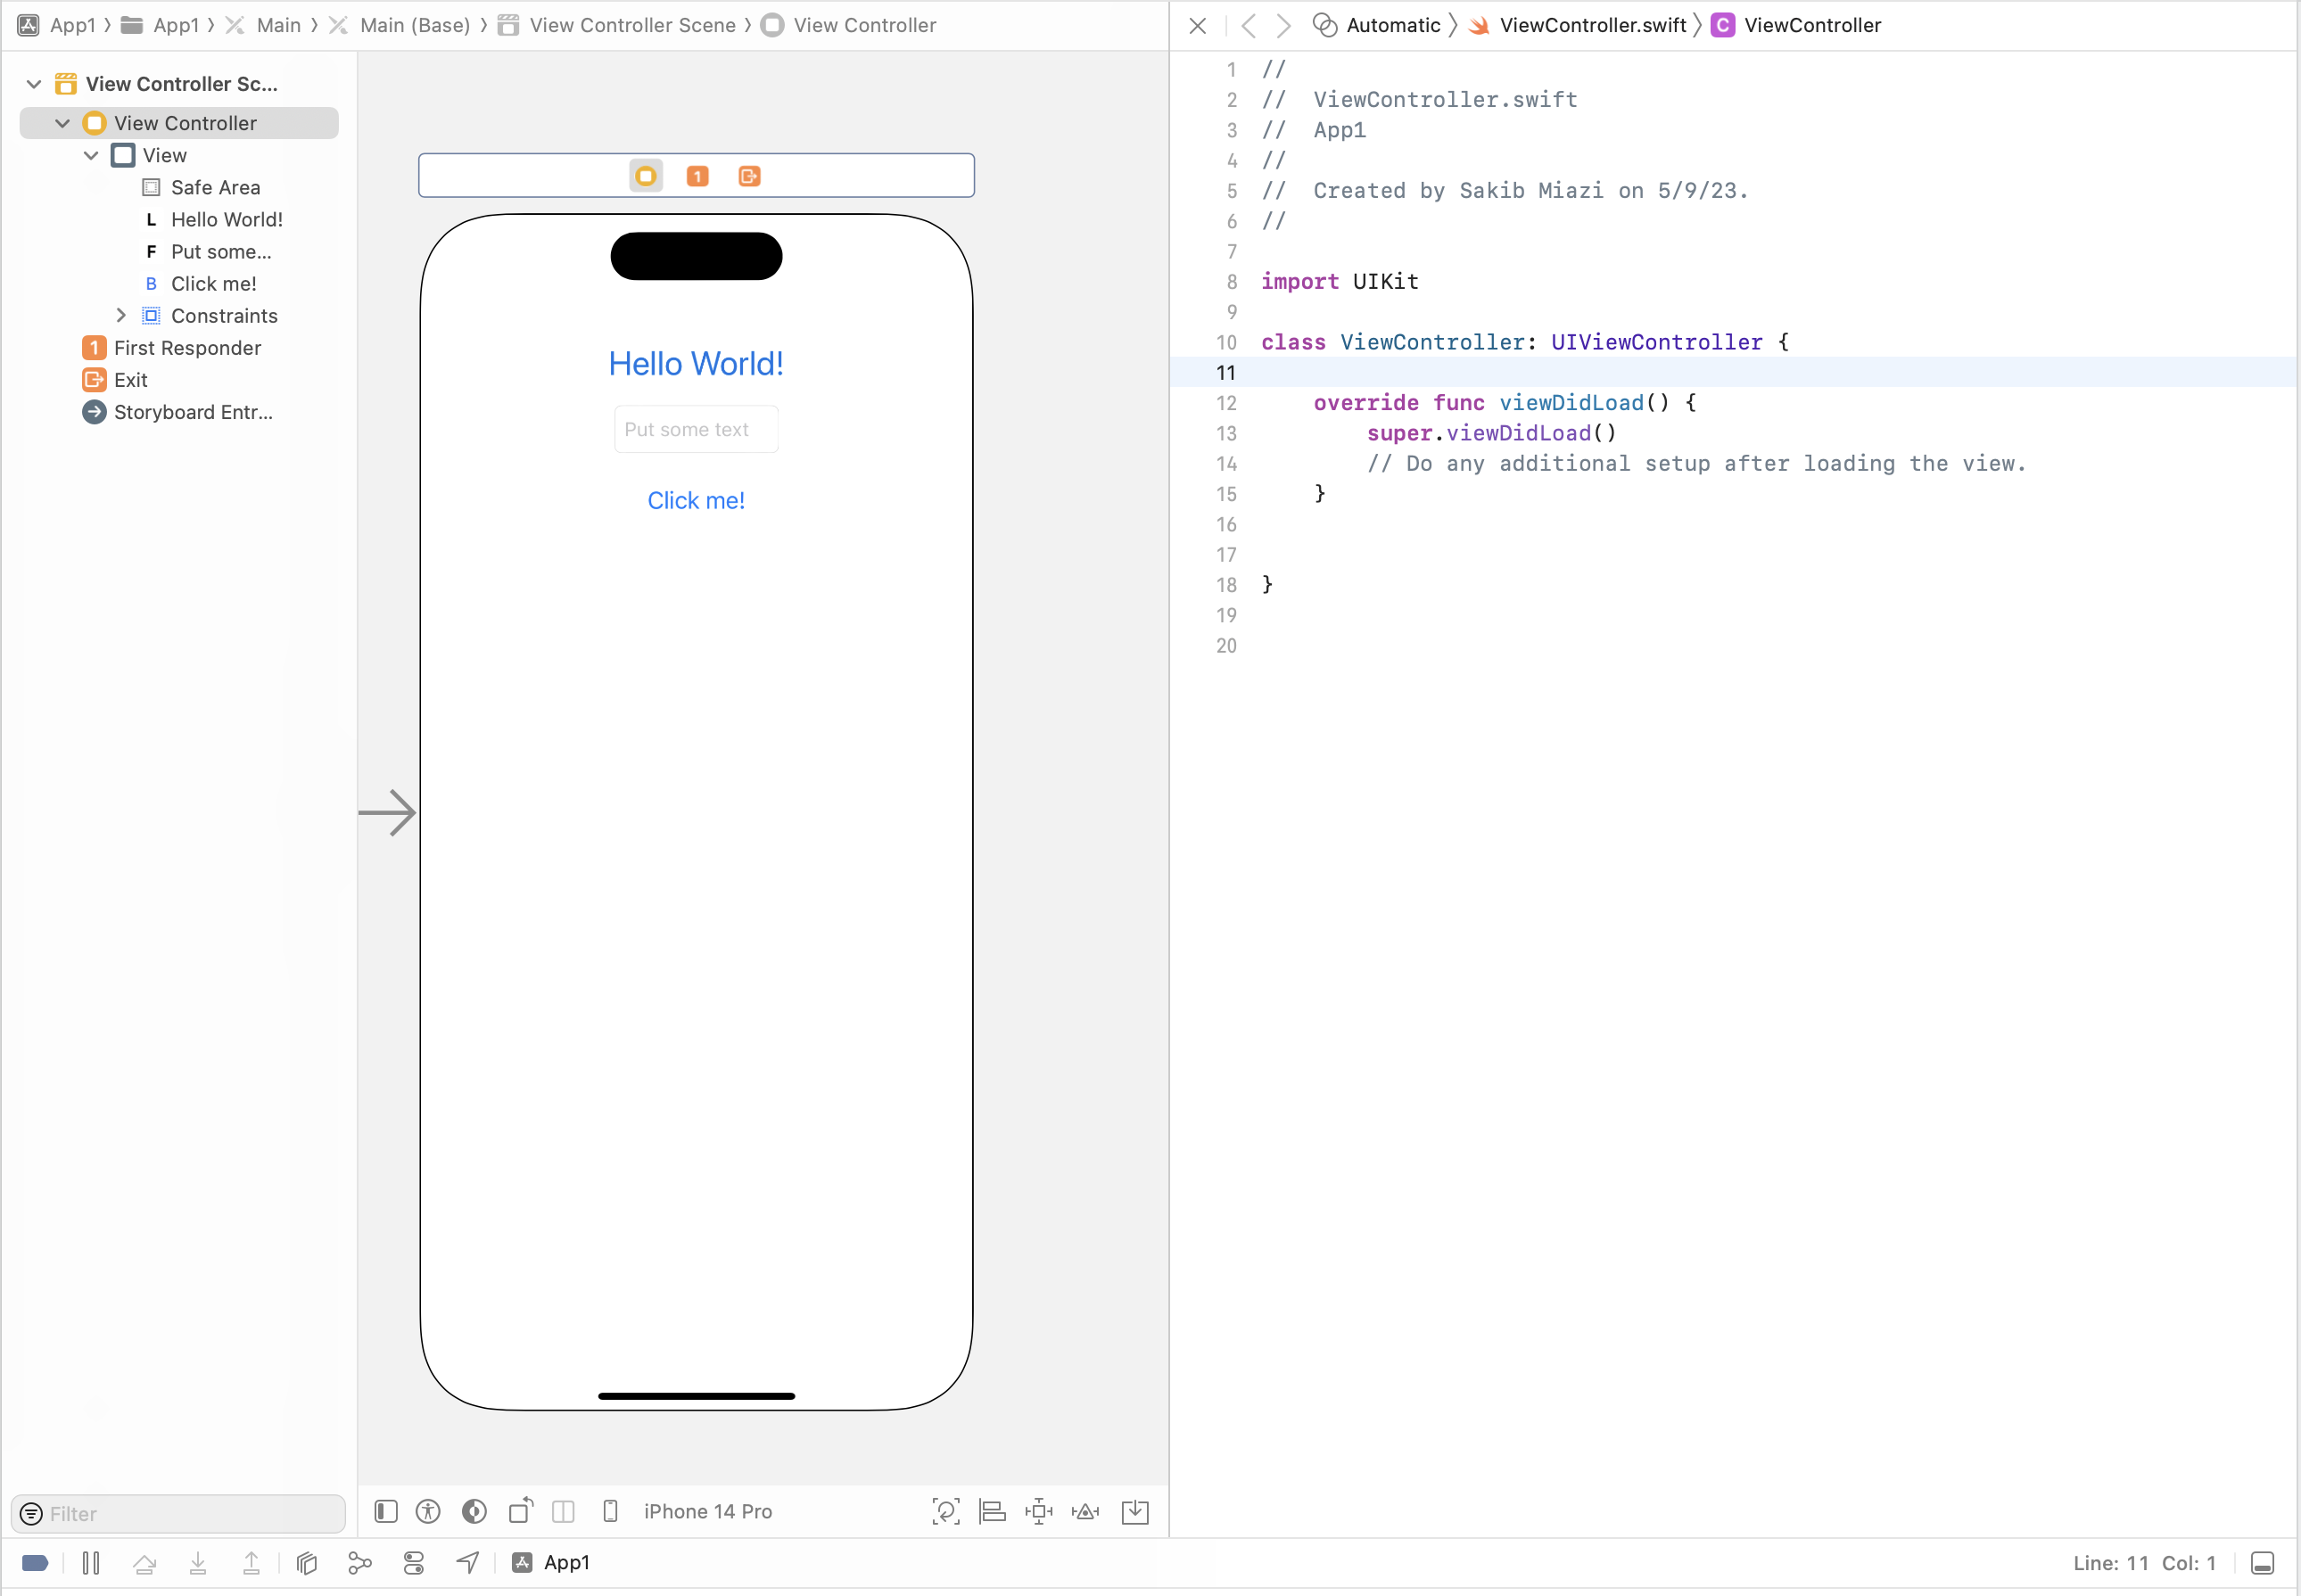 App1 App1 Main Main (Base) View Controller Scene View Controller
View Controller Sc...
View Controller
View
Safe Area
L Hello World!
F Put some...
B Click me!
Constraints
1 First Responder
Exit
Storyboard Entr...
Filter
1
Hello World!
Put some text
Click me!
iPhone 14 Pro
Automatic ViewController.swift C ViewController
1 //
2 //  ViewController.swift
3 //  App1
4 //
5 //  Created by Sakib Miazi on 5/9/23.
6 //
7
8 import UIKit
9
10 class ViewController: UIViewController {
11
12     override func viewDidLoad() {
13         super.viewDidLoad()
14         // Do any additional setup after loading the view.
15     }
16
17
18 }
19
20
App1
Line: 11 Col: 1